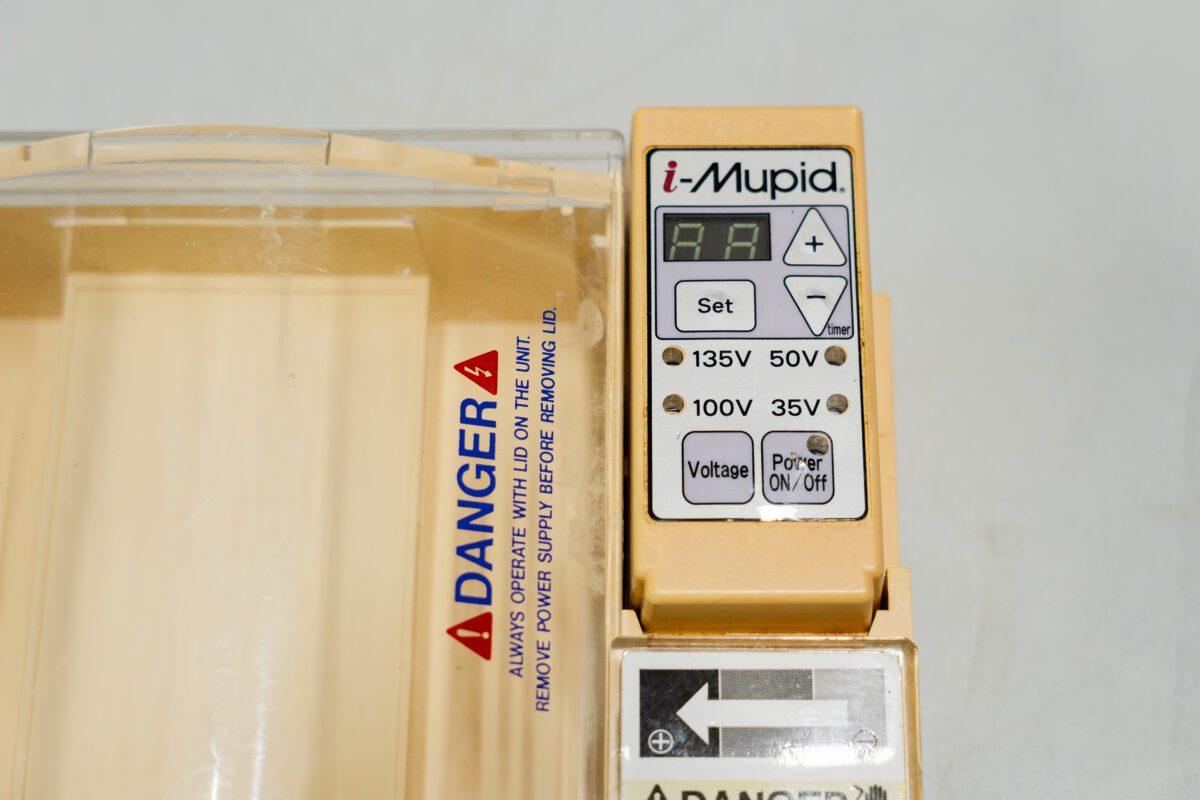 i-Mupid®
Set
+
−
timer
135V 50V
100V 35V
Voltage
Power
ON/Off
DANGER
ALWAYS OPERATE WITH LID ON THE UNIT.
REMOVE POWER SUPPLY BEFORE REMOVING LID.
+
−
DANGER